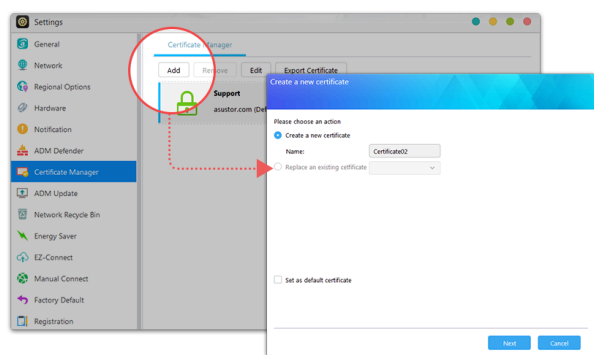 Settings
General
Network
Regional Options
Hardware
Notification
ADM Defender
Certificate Manager
ADM Update
Network Recycle Bin
Energy Saver
EZ-Connect
Manual Connect
Factory Default
Registration
Certificate Manager
Add
Remove
Edit
Export Certificate
Support
asustor.com (Def
Create a new certificate
Please choose an action
Create a new certificate
Name:
Certificate02
Replace an existing certificate
Set as default certificate
Next
Cancel